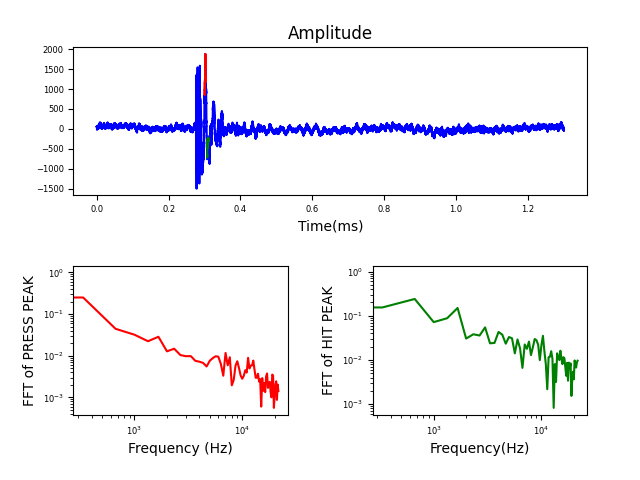 Amplitude
2000
1500
1000
500
0
−500
−1000
−1500
0.0 0.2 0.4 0.6 0.8 1.0 1.2
Time(ms)
FFT of PRESS PEAK
10⁰
10⁻¹
10⁻²
10⁻³
10³ 10⁴
Frequency (Hz)
FFT of HIT PEAK
10⁰
10⁻¹
10⁻²
10⁻³
10³ 10⁴
Frequency(Hz)